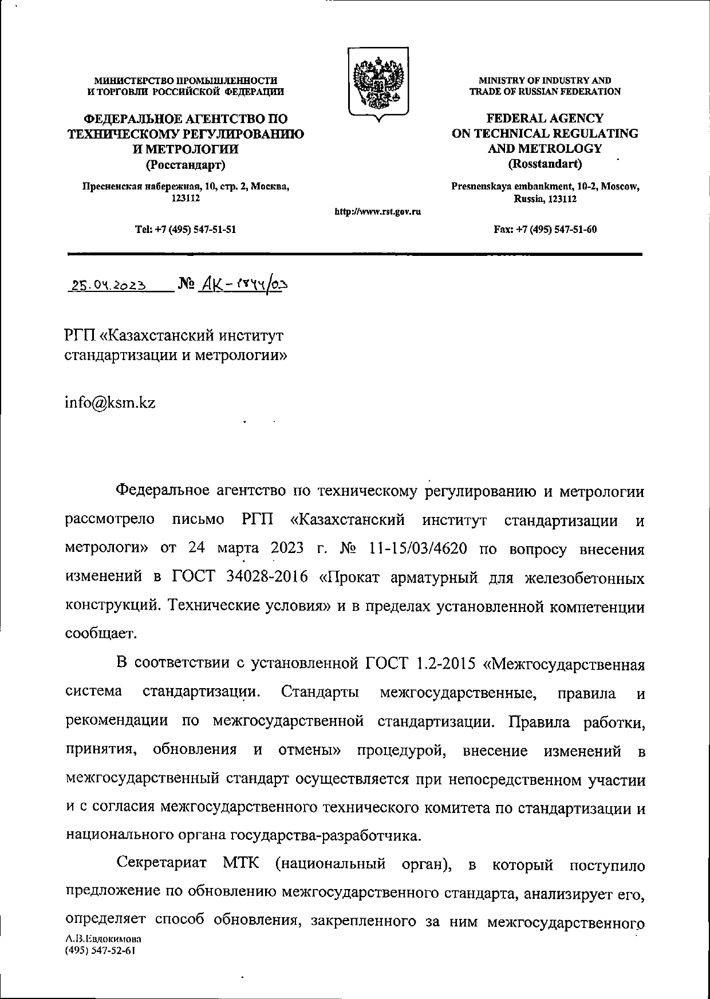 МИНИСТЕРСТВО ПРОМЫШЛЕННОСТИ
И ТОРГОВЛИ РОССИЙСКОЙ ФЕДЕРАЦИИ
ФЕДЕРАЛЬНОЕ АГЕНТСТВО ПО
ТЕХНИЧЕСКОМУ РЕГУЛИРОВАНИЮ
И МЕТРОЛОГИИ
(Росстандарт)
Пресненская набережная, 10, стр. 2, Москва,
123112
Tel: +7 (495) 547-51-51
http://www.rst.gov.ru
MINISTRY OF INDUSTRY AND
TRADE OF RUSSIAN FEDERATION
FEDERAL AGENCY
ON TECHNICAL REGULATING
AND METROLOGY
(Rosstandart)
Presnenskaya embankment, 10-2, Moscow,
Russia, 123112
Fax: +7 (495) 547-51-60
25.04.2023 № АК-1844/03
РГП «Казахстанский институт
стандартизации и метрологии»
info@ksm.kz
Федеральное агентство по техническому регулированию и метрологии
рассмотрело письмо РГП «Казахстанский институт стандартизации и
метрологи» от 24 марта 2023 г. № 11-15/03/4620 по вопросу внесения
изменений в ГОСТ 34028-2016 «Прокат арматурный для железобетонных
конструкций. Технические условия» и в пределах установленной компетенции
сообщает.
В соответствии с установленной ГОСТ 1.2-2015 «Межгосударственная
система стандартизации. Стандарты межгосударственные, правила и
рекомендации по межгосударственной стандартизации. Правила работки,
принятия, обновления и отмены» процедурой, внесение изменений в
межгосударственный стандарт осуществляется при непосредственном участии
и с согласия межгосударственного технического комитета по стандартизации и
национального органа государства-разработчика.
Секретариат МТК (национальный орган), в который поступило
предложение по обновлению межгосударственного стандарта, анализирует его,
определяет способ обновления, закрепленного за ним межгосударственного
А.В.Евдокимова
(495) 547-52-61